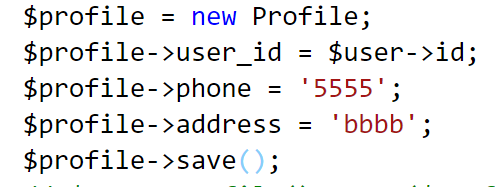 $profile = new Profile;
$profile->user_id = $user->id;
$profile->phone = '5555';
$profile->address = 'bbbb';
$profile->save();